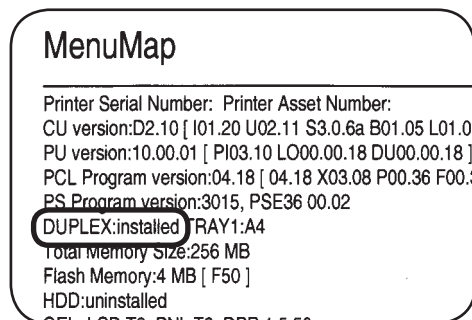 MenuMap
Printer Serial Number: Printer Asset Number:
CU version:D2.10 [ I01.20 U02.11 S3.0.6a B01.05 L01.0
PU version:10.00.01 [ PI03.10 LO00.00.18 DU00.00.18 ]
PCL Program version:04.18 [ 04.18 X03.08 P00.36 F00.
PS Program version:3015, PSE36 00.02
DUPLEX:installed TRAY1:A4
Total Memory Size:256 MB
Flash Memory:4 MB [ F50 ]
HDD:uninstalled